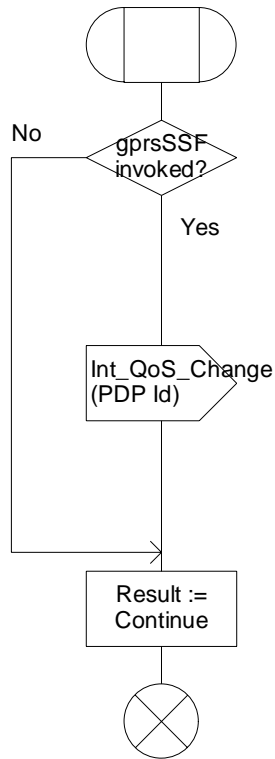 No
gprsSSF
invoked?
Yes
Int_QoS_Change
(PDP Id)
Result :=
Continue